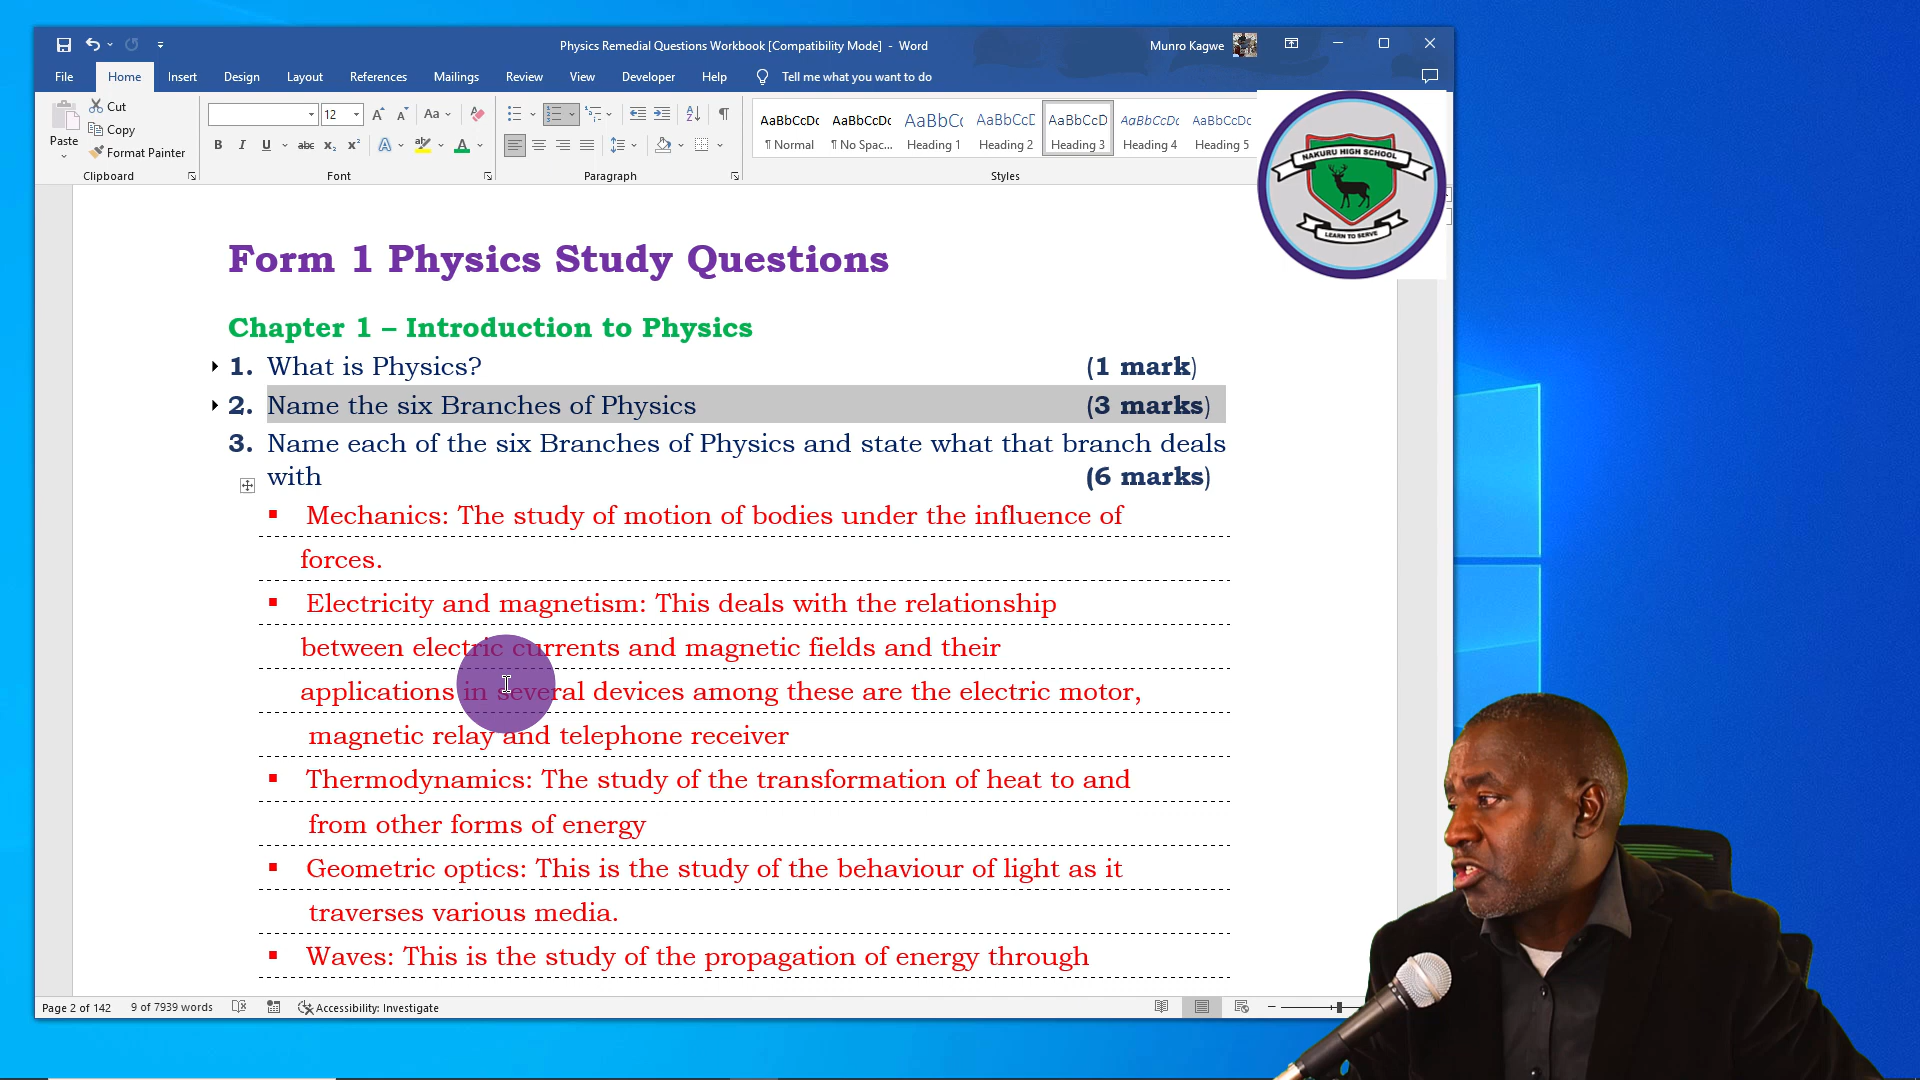 Physics Remedial Questions Workbook [Compatibility Mode] - Word
Munro Kagwe
File Home Insert Design Layout References Mailings Review View Developer Help Tell me what you want to do
Cut
Copy
Format Painter
Paste
12
Aa
B I U abc x₂ x² A A
AaBbCcDc AaBbCcDc AaBbCc AaBbCcD AaBbCcD AaBbCcDc AaBbCcDc
¶ Normal ¶ No Spac... Heading 1 Heading 2 Heading 3 Heading 4 Heading 5
Clipboard Font Paragraph Styles
NAKURU HIGH SCHOOL
LEARN TO SERVE
Form 1 Physics Study Questions
Chapter 1 – Introduction to Physics
1. What is Physics? (1 mark)
2. Name the six Branches of Physics (3 marks)
3. Name each of the six Branches of Physics and state what that branch deals
with (6 marks)
▪ Mechanics: The study of motion of bodies under the influence of
forces.
▪ Electricity and magnetism: This deals with the relationship
between electric currents and magnetic fields and their
applications in several devices among these are the electric motor,
magnetic relay and telephone receiver
▪ Thermodynamics: The study of the transformation of heat to and
from other forms of energy
▪ Geometric optics: This is the study of the behaviour of light as it
traverses various media.
▪ Waves: This is the study of the propagation of energy through
Page 2 of 142 9 of 7939 words Accessibility: Investigate